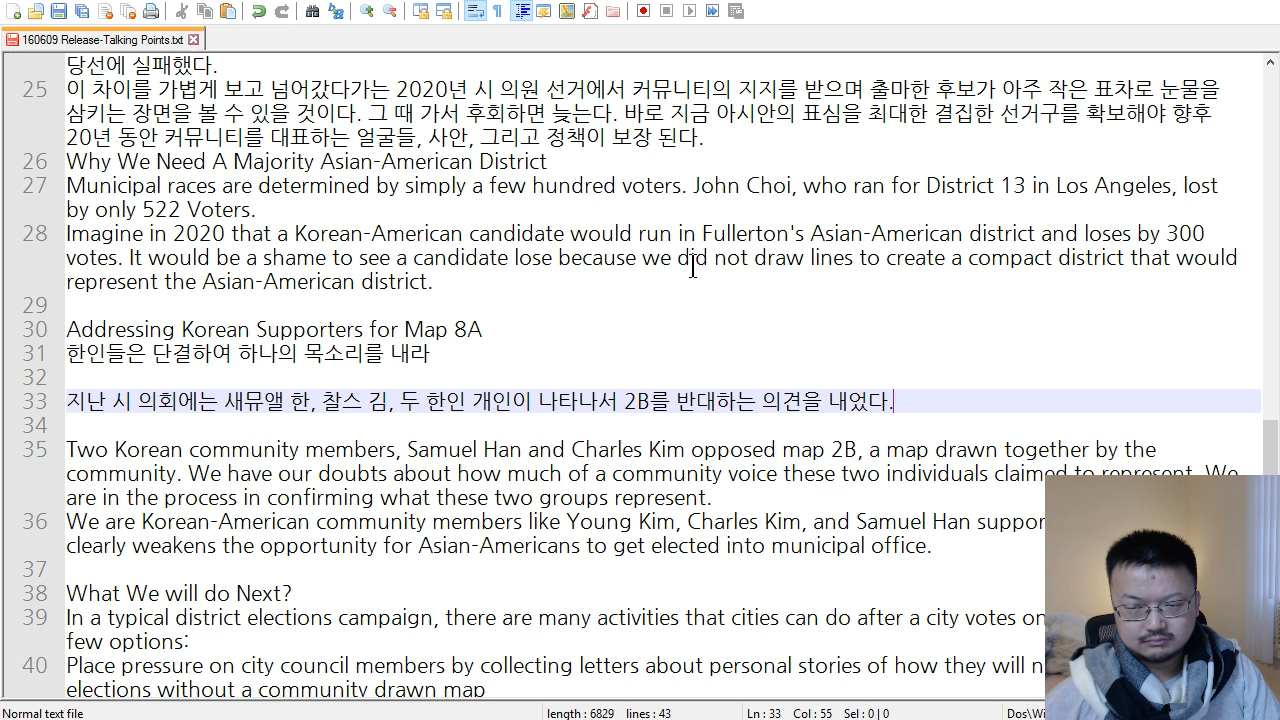 160609 Release-Talking Points.txt
당선에 실패했다.
25 이 차이를 가볍게 보고 넘어갔다가는 2020년 시 의원 선거에서 커뮤니티의 지지를 받으며 출마한 후보가 아주 작은 표차로 눈물을
삼키는 장면을 볼 수 있을 것이다. 그 때 가서 후회하면 늦는다. 바로 지금 아시안의 표심을 최대한 결집한 선거구를 확보해야 향후
20년 동안 커뮤니티를 대표하는 얼굴들, 사안, 그리고 정책이 보장 된다.
26 Why We Need A Majority Asian-American District
27 Municipal races are determined by simply a few hundred voters. John Choi, who ran for District 13 in Los Angeles, lost
by only 522 Voters.
28 Imagine in 2020 that a Korean-American candidate would run in Fullerton's Asian-American district and loses by 300
votes. It would be a shame to see a candidate lose because we did not draw lines to create a compact district that would
represent the Asian-American district.
29
30 Addressing Korean Supporters for Map 8A
31 한인들은 단결하여 하나의 목소리를 내라
32
33 지난 시 의회에는 새뮤앨 한, 찰스 김, 두 한인 개인이 나타나서 2B를 반대하는 의견을 내었다.
34
35 Two Korean community members, Samuel Han and Charles Kim opposed map 2B, a map drawn together by the
community. We have our doubts about how much of a community voice these two individuals claimed to represent. We
are in the process in confirming what these two groups represent.
36 We are Korean-American community members like Young Kim, Charles Kim, and Samuel Han
clearly weakens the opportunity for Asian-Americans to get elected into municipal office.
37
38 What We will do Next?
39 In a typical district elections campaign, there are many activities that cities can do after a city votes
few options:
40 Place pressure on city council members by collecting letters about personal stories of how they will
elections without a community drawn map
Normal text file length : 6829 lines : 43 Ln : 33 Col : 55 Sel : 0 | 0